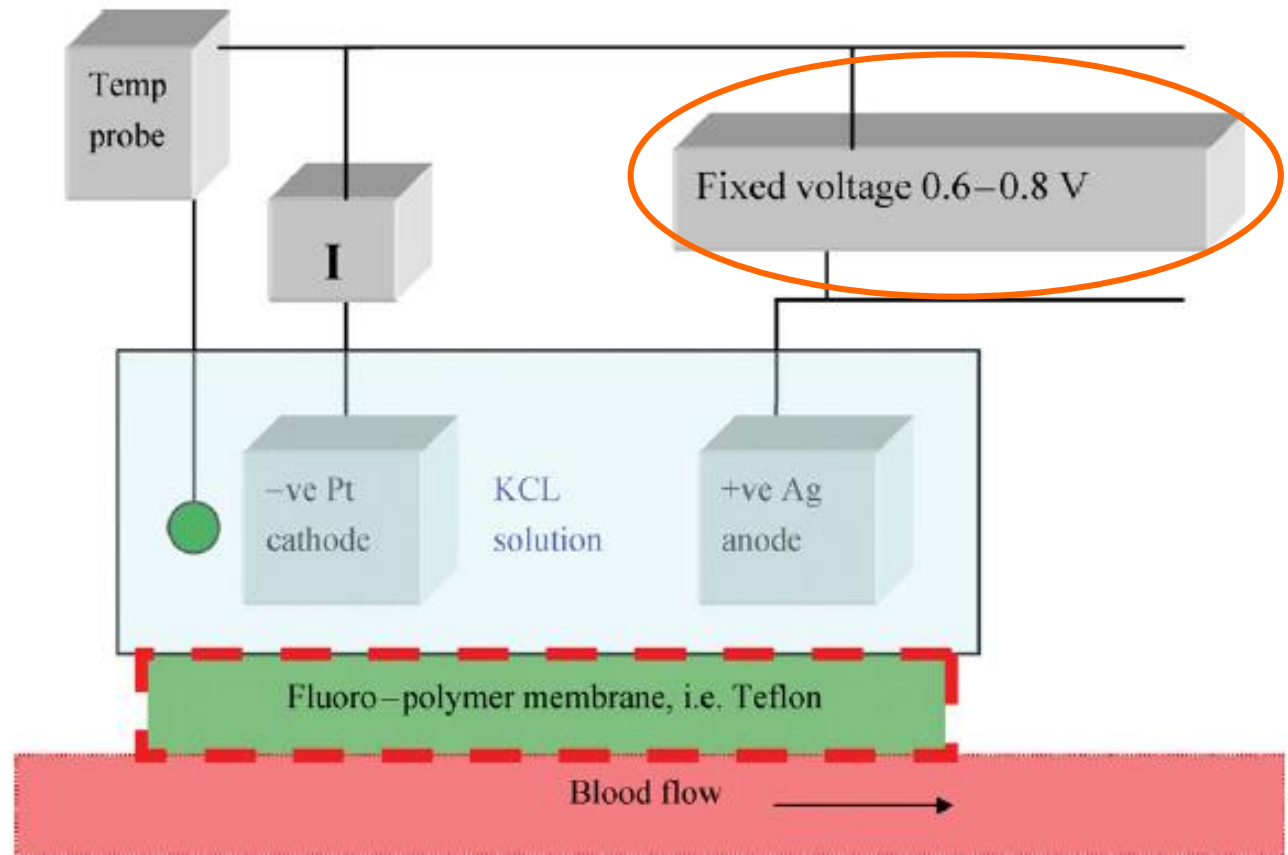 Temp
probe
Fixed voltage 0.6–0.8 V
I
–ve Pt
cathode
KCL
solution
+ve Ag
anode
Fluoro–polymer membrane, i.e. Teflon
Blood flow